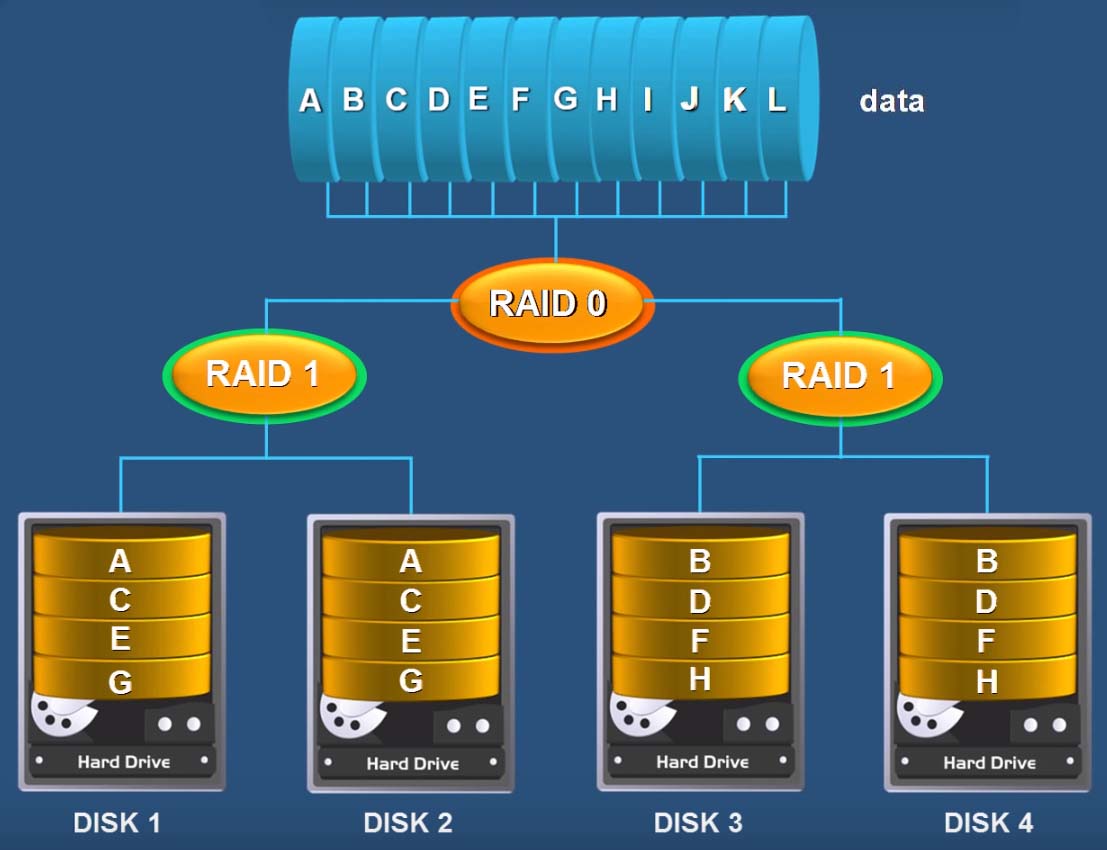 A B C D E F G H I J K L
data
RAID 0
RAID 1
RAID 1
A
C
E
G
Hard Drive
DISK 1
A
C
E
G
Hard Drive
DISK 2
B
D
F
H
Hard Drive
DISK 3
B
D
F
H
Hard Drive
DISK 4